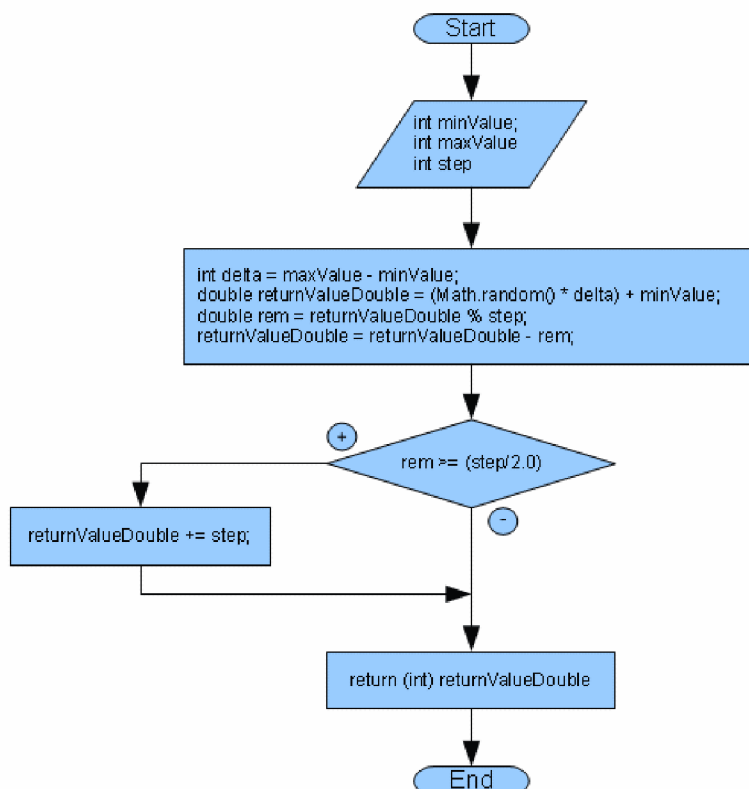 Start
int minValue;
int maxValue
int step
int delta = maxValue - minValue;
double returnValueDouble = (Math.random() * delta) + minValue;
double rem = returnValueDouble % step;
returnValueDouble = returnValueDouble - rem;
+
rem >= (step/2.0)
-
returnValueDouble += step;
return (int) returnValueDouble
End